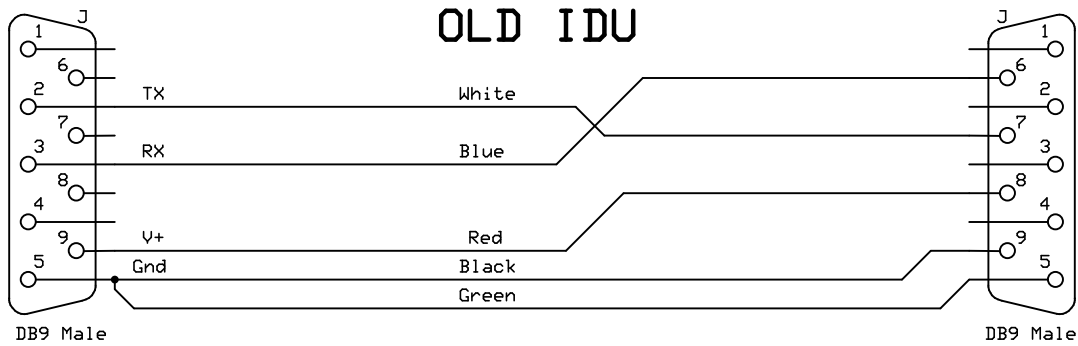 OLD IDU
J
1
6
2
7
3
8
4
9
5
DB9 Male
TX White
RX Blue
V+ Red
Gnd Black
Green
J
1
6
2
7
3
8
4
9
5
DB9 Male